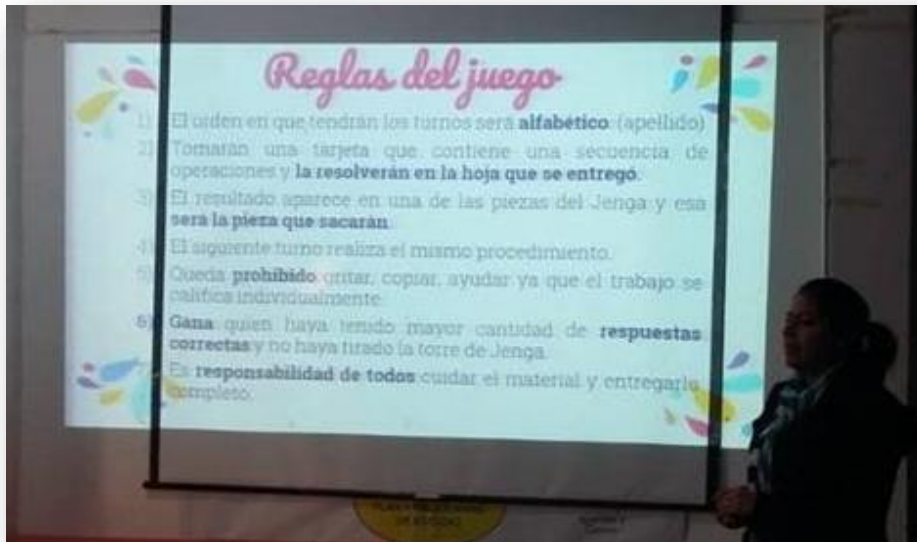 Reglas del juego
1) El orden en que tendrán los turnos será alfabético (apellido)
2) Tomarán una tarjeta que contiene una secuencia de
operaciones y la resolverán en la hoja que se entregó.
3) El resultado aparece en una de las piezas del Jenga y esa
será la pieza que sacarán.
4) El siguiente turno realiza el mismo procedimiento.
5) Queda prohibido gritar, copiar, ayudar ya que el trabajo se
califica individualmente.
6) Gana quien haya tenido mayor cantidad de respuestas
correctas y no haya tirado la torre de Jenga.
7) Es responsabilidad de todos cuidar el material y entregarlo
completo.